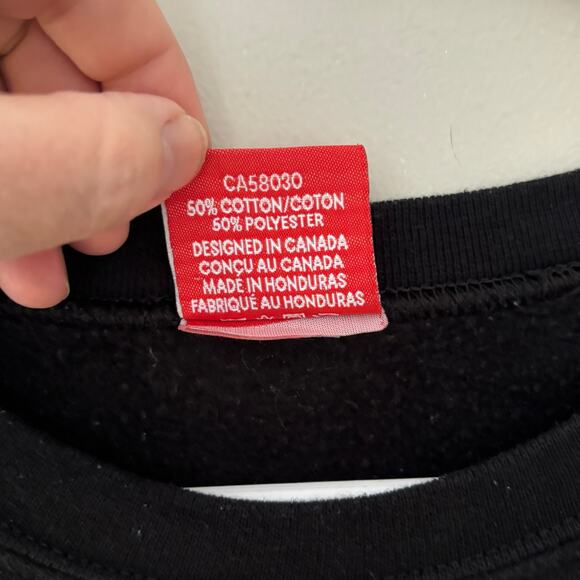 CA58030
50% COTTON/COTON
50% POLYESTER
DESIGNED IN CANADA
CONÇU AU CANADA
MADE IN HONDURAS
FABRIQUÉ AU HONDURAS